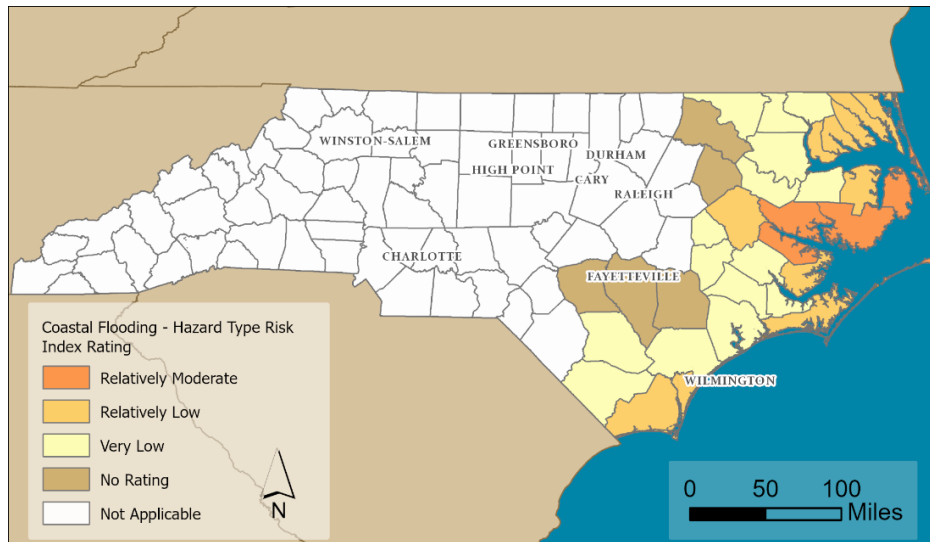 WINSTON-SALEM
GREENSBORO
DURHAM
HIGH POINT
CARY
RALEIGH
CHARLOTTE
FAYETTEVILLE
WILMINGTON
Coastal Flooding - Hazard Type Risk
Index Rating
Relatively Moderate
Relatively Low
Very Low
No Rating
Not Applicable
N
0 50 100
Miles